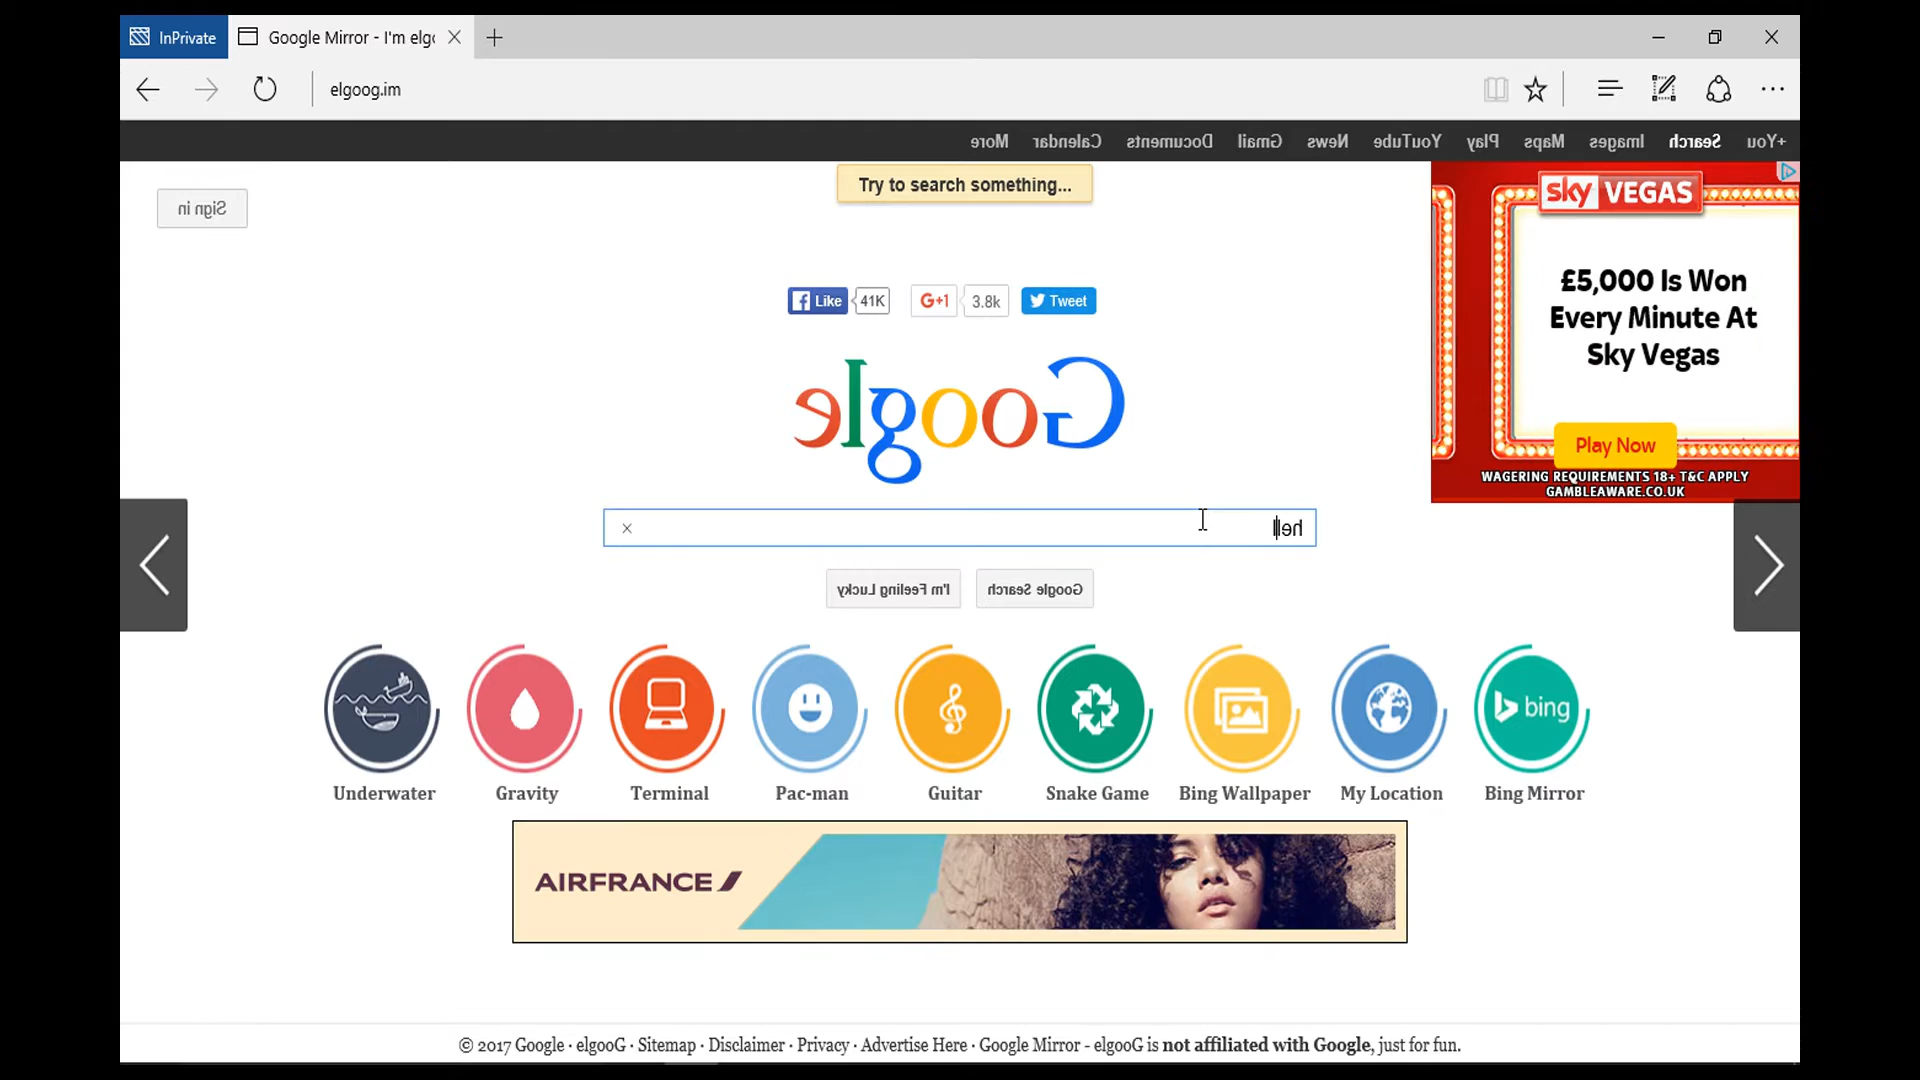 InPrivate
Google Mirror - I'm elgo
elgoog.im
More Calendar Documents Gmail News YouTube Play Maps Images Search +You
Sign in
Try to search something...
Like 41K G+1 3.8k Tweet
Google
hel
I'm Feeling Lucky Google Search
sky VEGAS
£5,000 Is Won
Every Minute At
Sky Vegas
Play Now
WAGERING REQUIREMENTS 18+ T&C APPLY
GAMBLEAWARE.CO.UK
bing
Underwater Gravity Terminal Pac-man Guitar Snake Game Bing Wallpaper My Location Bing Mirror
AIRFRANCE
© 2017 Google · elgooG · Sitemap · Disclaimer · Privacy · Advertise Here · Google Mirror - elgooG is not affiliated with Google, just for fun.